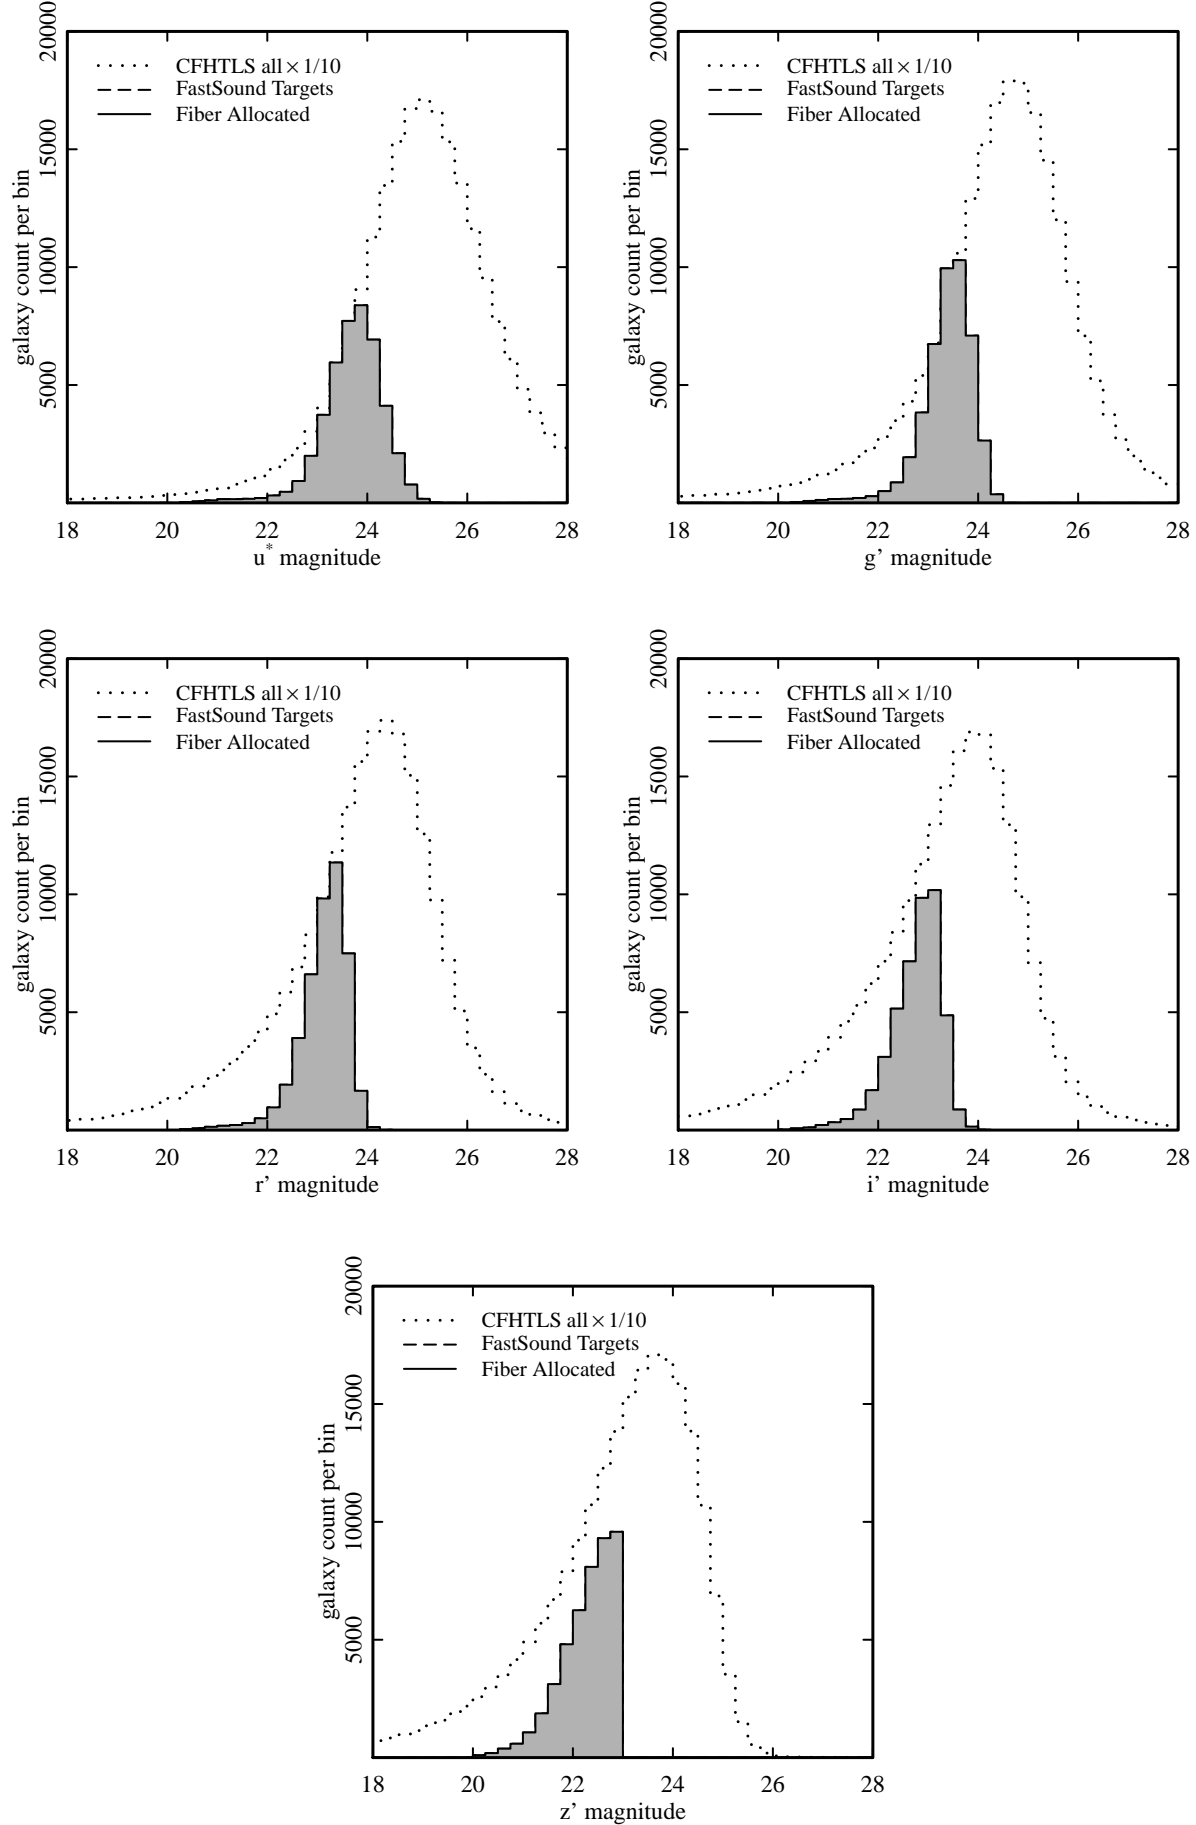 20000
15000
10000
5000
galaxy count per bin
CFHTLS all × 1/10
FastSound Targets
Fiber Allocated
18 20 22 24 26 28
u* magnitude
20000
15000
10000
5000
galaxy count per bin
CFHTLS all × 1/10
FastSound Targets
Fiber Allocated
18 20 22 24 26 28
g’ magnitude
20000
15000
10000
5000
galaxy count per bin
CFHTLS all × 1/10
FastSound Targets
Fiber Allocated
18 20 22 24 26 28
r’ magnitude
20000
15000
10000
5000
galaxy count per bin
CFHTLS all × 1/10
FastSound Targets
Fiber Allocated
18 20 22 24 26 28
i’ magnitude
20000
15000
10000
5000
galaxy count per bin
CFHTLS all × 1/10
FastSound Targets
Fiber Allocated
18 20 22 24 26 28
z’ magnitude